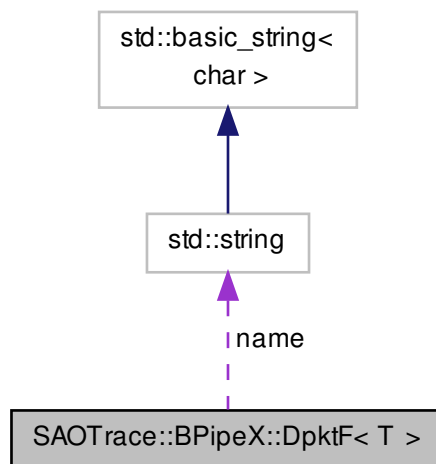 std::basic_string<
char >
std::string
name
SAOTrace::BPipeX::DpktF< T >